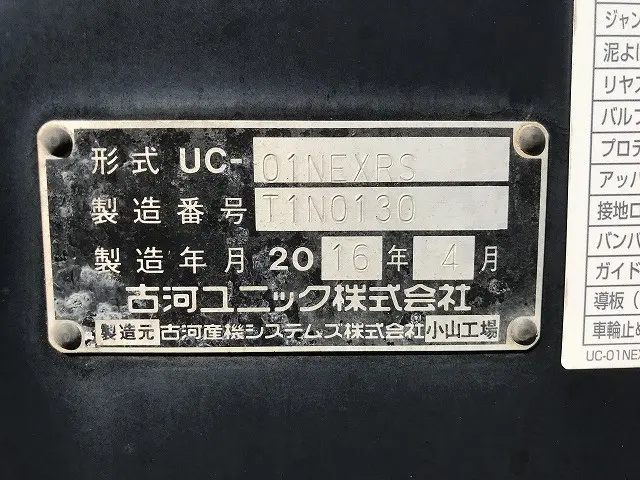 形式 UC-01NEXRS
製造番号 T1N0130
製造年月 2016年 4月
古河ユニック株式会社
製造元 古河産機システムズ株式会社 小山工場
ジャン
泥よけ
リヤス
バルブ
プロテ
アッパ
接地ロ
バンパ
ガイド
導板(
車輪止め
UC-01NEX